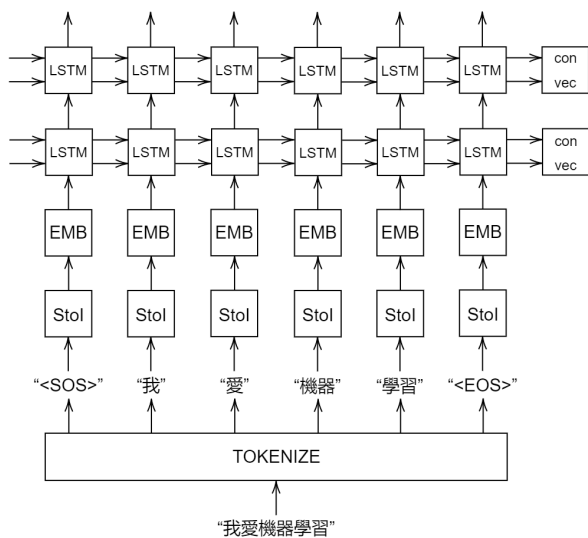 LSTM LSTM LSTM LSTM LSTM LSTM con
vec
LSTM LSTM LSTM LSTM LSTM LSTM con
vec
EMB EMB EMB EMB EMB EMB
StoI StoI StoI StoI StoI StoI
“<SOS>” “我” “愛” “機器” “學習” “<EOS>”
TOKENIZE
“我愛機器學習”